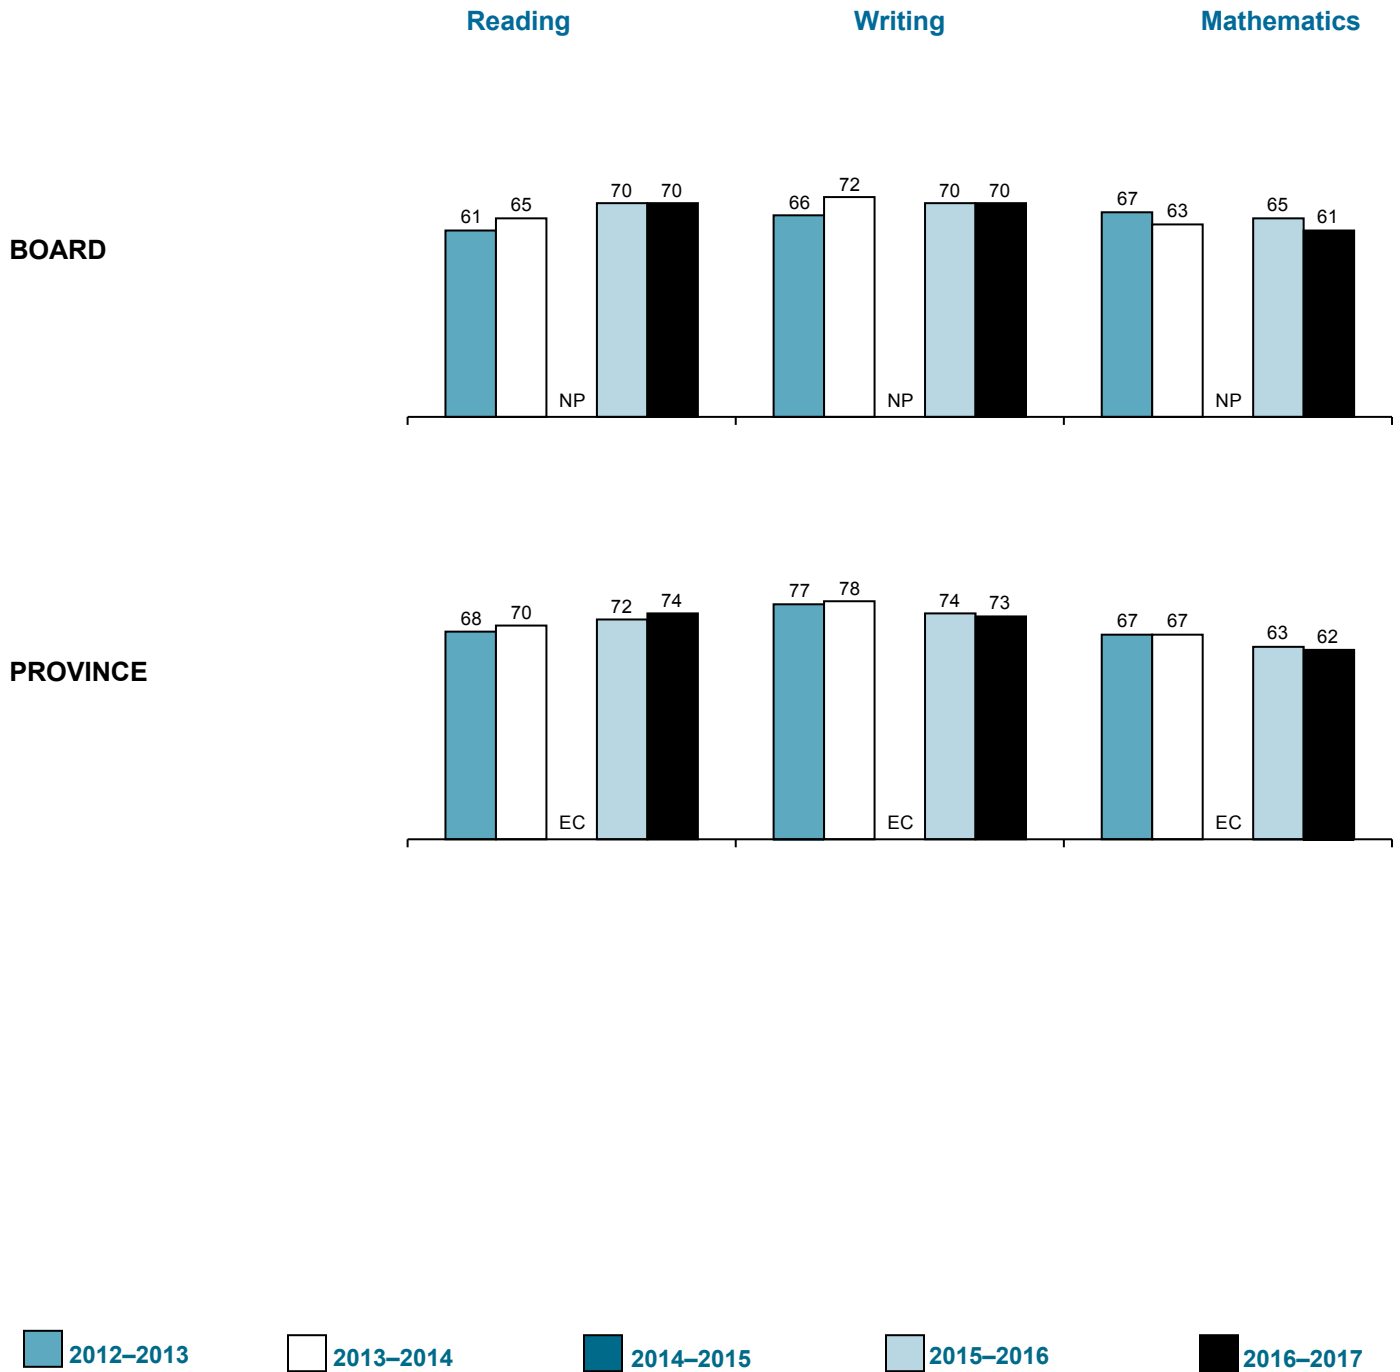 Reading Writing Mathematics
BOARD
61 65 NP 70 70 66 72 NP 70 70 67 63 NP 65 61
PROVINCE
68 70 EC 72 74 77 78 EC 74 73 67 67 EC 63 62
2012–2013 2013–2014 2014–2015 2015–2016 2016–2017